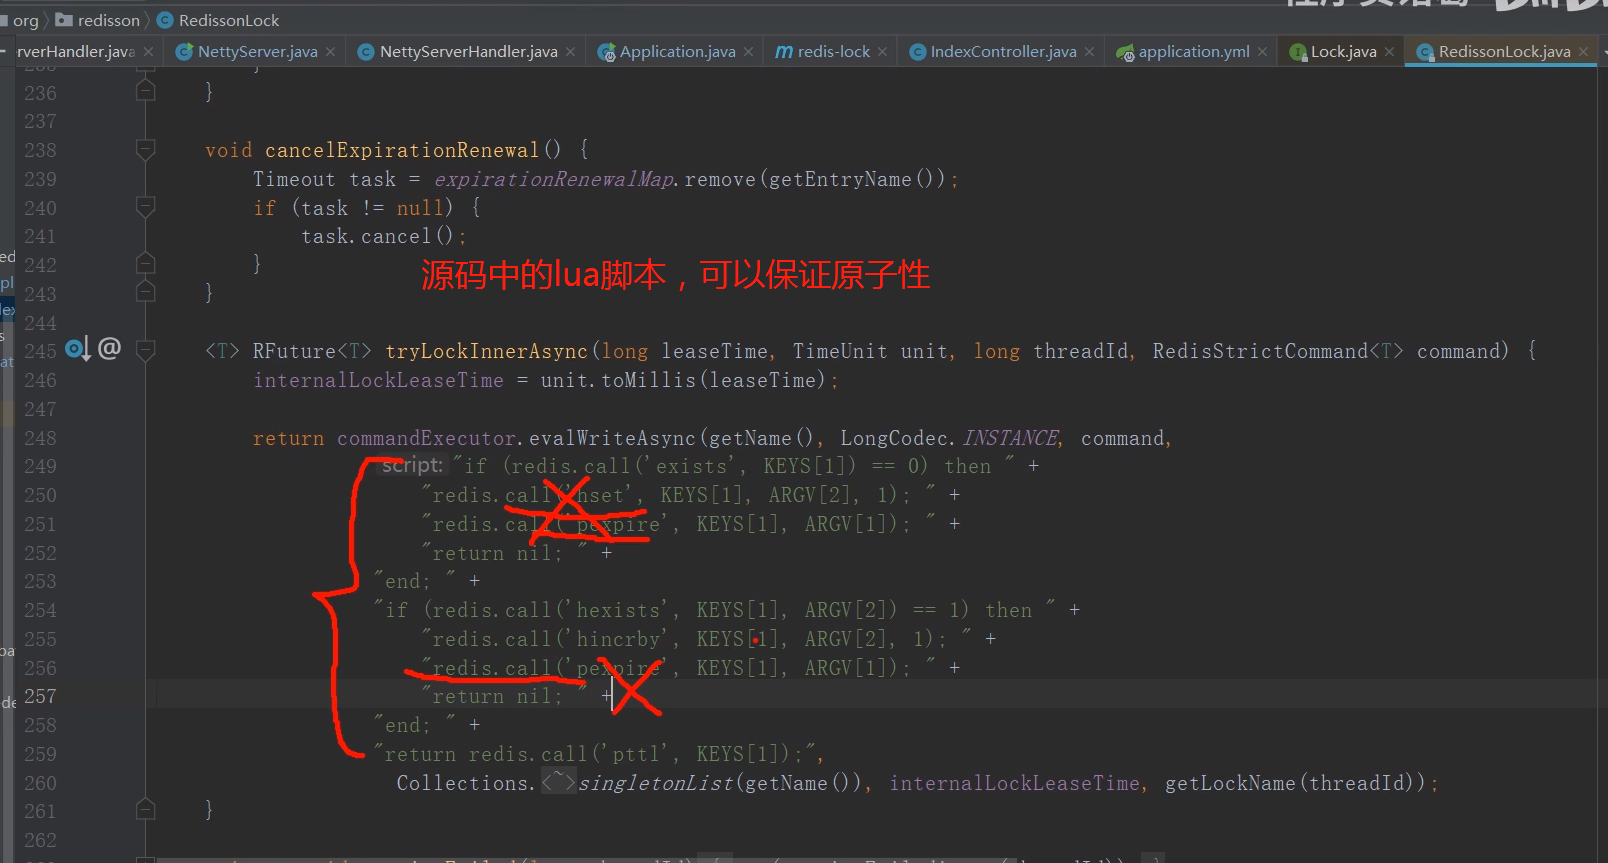 org redisson RedissonLock
verHandler.java NettyServer.java NettyServerHandler.java Application.java redis-lock IndexController.java application.yml Lock.java RedissonLock.java
236 }
237
238 void cancelExpirationRenewal() {
239 Timeout task = expirationRenewalMap.remove(getEntryName());
240 if (task != null) {
241 task.cancel();
242 }
源码中的lua脚本，可以保证原子性
243 }
244
245 @ <T> RFuture<T> tryLockInnerAsync(long leaseTime, TimeUnit unit, long threadId, RedisStrictCommand<T> command) {
246 internalLockLeaseTime = unit.toMillis(leaseTime);
247
248 return commandExecutor.evalWriteAsync(getName(), LongCodec.INSTANCE, command,
249 script: "if (redis.call('exists', KEYS[1]) == 0) then " +
250 "redis.call('hset', KEYS[1], ARGV[2], 1); " +
251 "redis.call('pexpire', KEYS[1], ARGV[1]); " +
252 "return nil; " +
253 "end; " +
254 "if (redis.call('hexists', KEYS[1], ARGV[2]) == 1) then " +
255 "redis.call('hincrby', KEYS[1], ARGV[2], 1); " +
256 "redis.call('pexpire', KEYS[1], ARGV[1]); " +
257 "return nil; " +
258 "end; " +
259 "return redis.call('pttl', KEYS[1]);",
260 Collections.<~>singletonList(getName()), internalLockLeaseTime, getLockName(threadId));
261 }
262